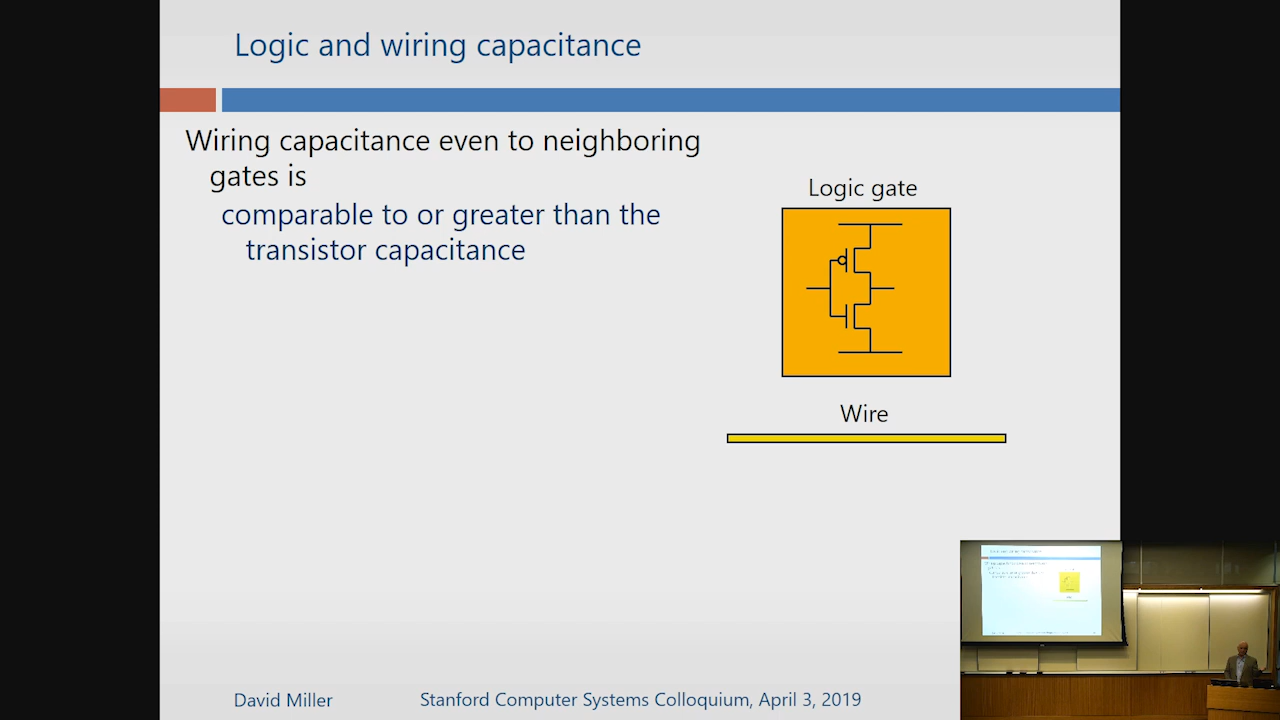 Logic and wiring capacitance
Wiring capacitance even to neighboring
gates is
comparable to or greater than the
transistor capacitance
Logic gate
Wire
David Miller
Stanford Computer Systems Colloquium, April 3, 2019